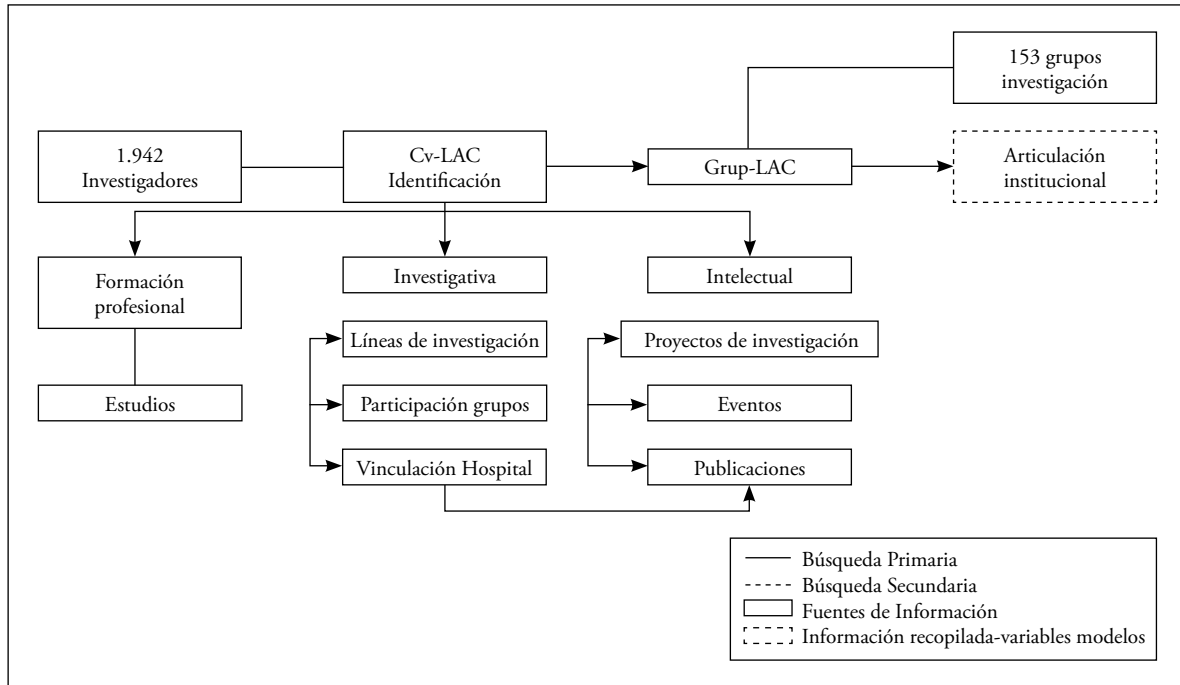 153 grupos
investigación
1.942
Investigadores
Cv-LAC
Identificación
Grup-LAC
Articulación
institucional
Formación
profesional
Investigativa
Intelectual
Líneas de investigación
Proyectos de investigación
Estudios
Participación grupos
Eventos
Vinculación Hospital
Publicaciones
Búsqueda Primaria
Búsqueda Secundaria
Fuentes de Información
Información recopilada-variables modelos